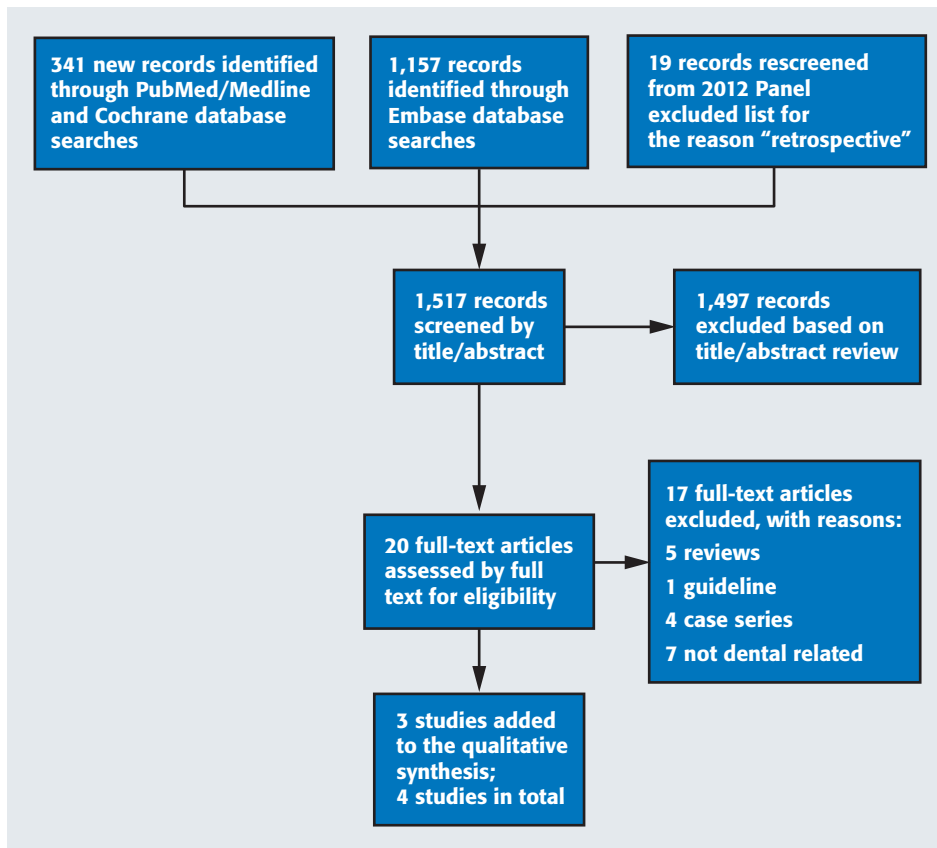 341 new records identified
through PubMed/Medline
and Cochrane database
searches
1,157 records
identified through
Embase database
searches
19 records rescreened
from 2012 Panel
excluded list for
the reason “retrospective”
1,517 records
screened by
title/abstract
1,497 records
excluded based on
title/abstract review
20 full-text articles
assessed by full
text for eligibility
17 full-text articles
excluded, with reasons:
5 reviews
1 guideline
4 case series
7 not dental related
3 studies added
to the qualitative
synthesis;
4 studies in total